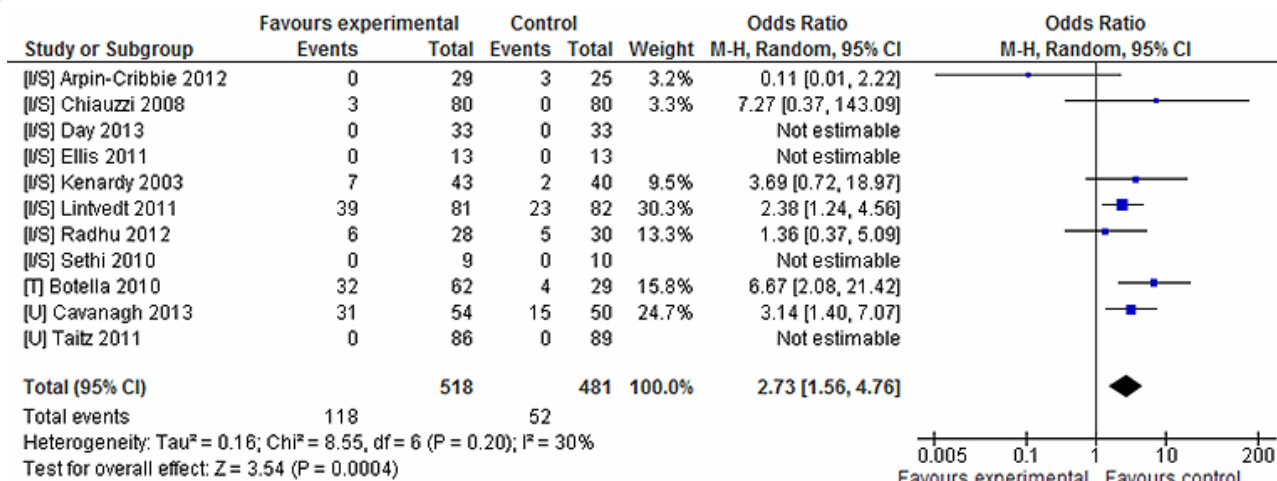 Favours experimental Control Odds Ratio Odds Ratio
Study or Subgroup Events Total Events Total Weight M-H, Random, 95% CI M-H, Random, 95% CI
[I/S] Arpin-Cribbie 2012 0 29 3 25 3.2% 0.11 [0.01, 2.22]
[I/S] Chiauzzi 2008 3 80 0 80 3.3% 7.27 [0.37, 143.09]
[I/S] Day 2013 0 33 0 33 Not estimable
[I/S] Ellis 2011 0 13 0 13 Not estimable
[I/S] Kenardy 2003 7 43 2 40 9.5% 3.69 [0.72, 18.97]
[I/S] Lintvedt 2011 39 81 23 82 30.3% 2.38 [1.24, 4.56]
[I/S] Radhu 2012 6 28 5 30 13.3% 1.36 [0.37, 5.09]
[I/S] Sethi 2010 0 9 0 10 Not estimable
[T] Botella 2010 32 62 4 29 15.8% 6.67 [2.08, 21.42]
[U] Cavanagh 2013 31 54 15 50 24.7% 3.14 [1.40, 7.07]
[U] Taitz 2011 0 86 0 89 Not estimable
Total (95% CI) 518 481 100.0% 2.73 [1.56, 4.76]
Total events 118 52
Heterogeneity: Tau² = 0.16; Chi² = 8.55, df = 6 (P = 0.20); I² = 30%
Test for overall effect: Z = 3.54 (P = 0.0004)
0.005 0.1 1 10 200
Favours experimental Favours control